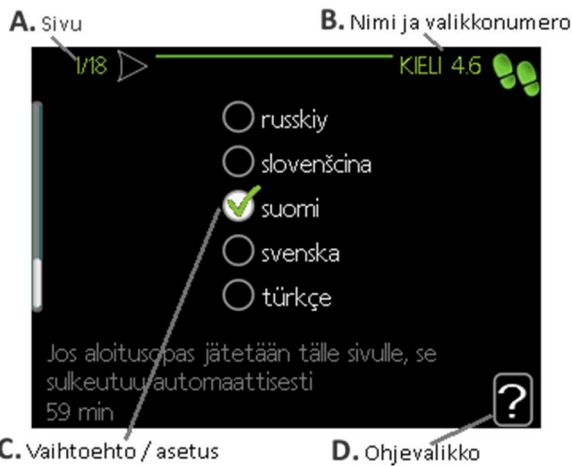 A. Sivu
B. Nimi ja valikkonumero
1/18
KIELI 4.6
russkiy
slovenšcina
suomi
svenska
türkçe
Jos aloitusopas jätetään tälle sivulle, se
sulkeutuu automaattisesti
59 min
?
C. Vaihtoehto / asetus
D. Ohjevalikko